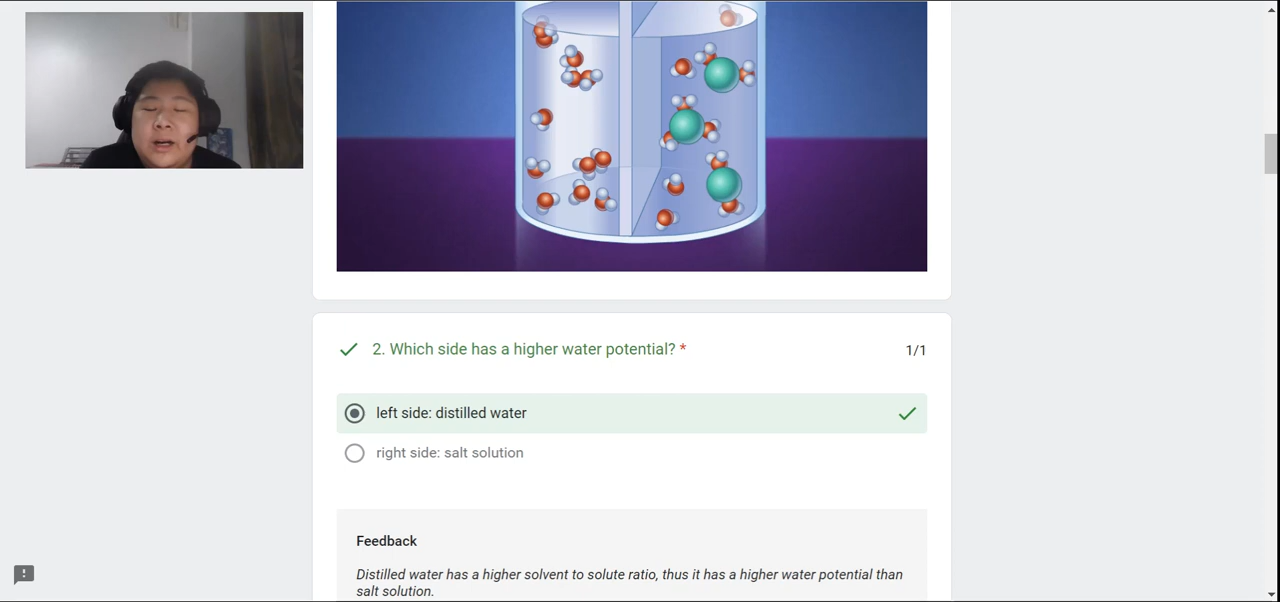 2. Which side has a higher water potential? *
1/1
left side: distilled water
right side: salt solution
Feedback
Distilled water has a higher solvent to solute ratio, thus it has a higher water potential than
salt solution.